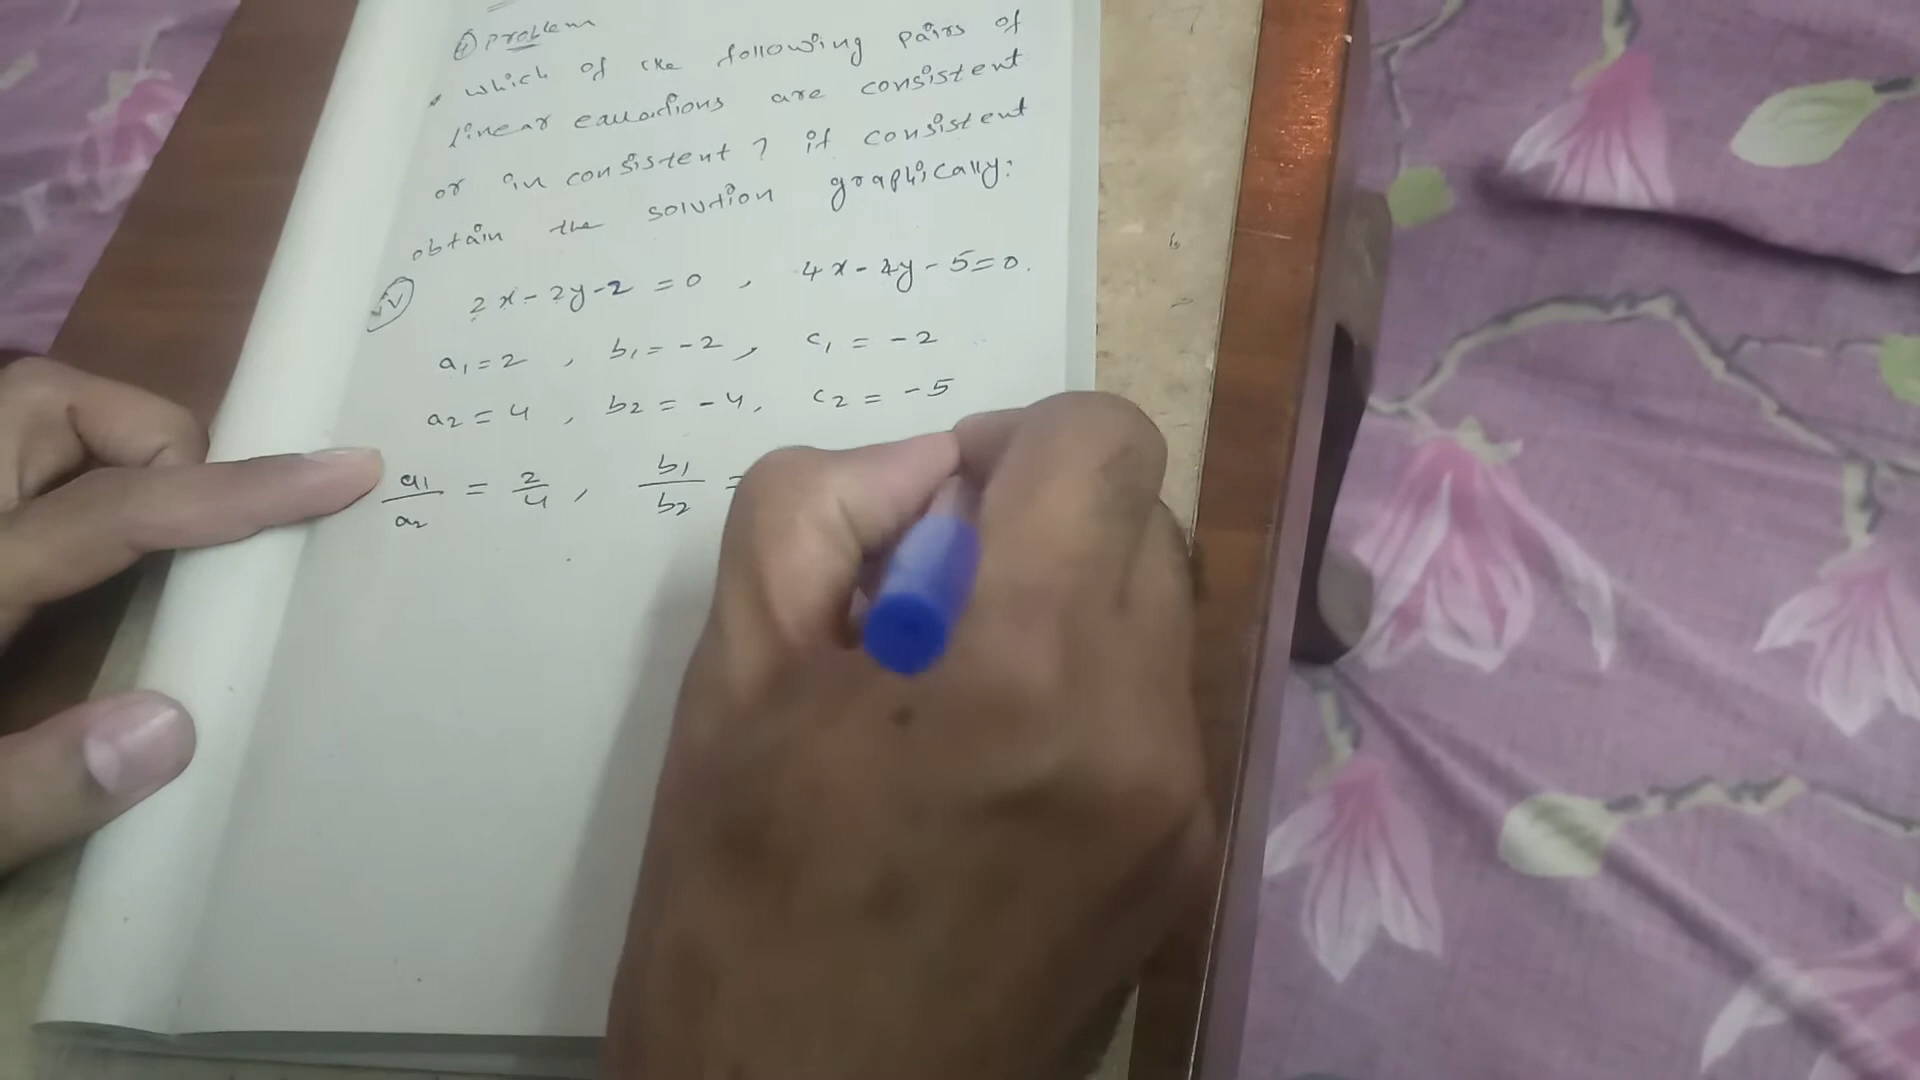 ④ Problem
• which of the following pairs of
linear equations are consistent
or in consistent ? if consistent
obtain the solution graphically:
iv 2x-2y-2 = 0 , 4x-4y-5=0.
a1 = 2 , b1 = -2 , c1 = -2
a2 = 4 , b2 = -4, c2 = -5
a1/a2 = 2/4 , b1/b2 =